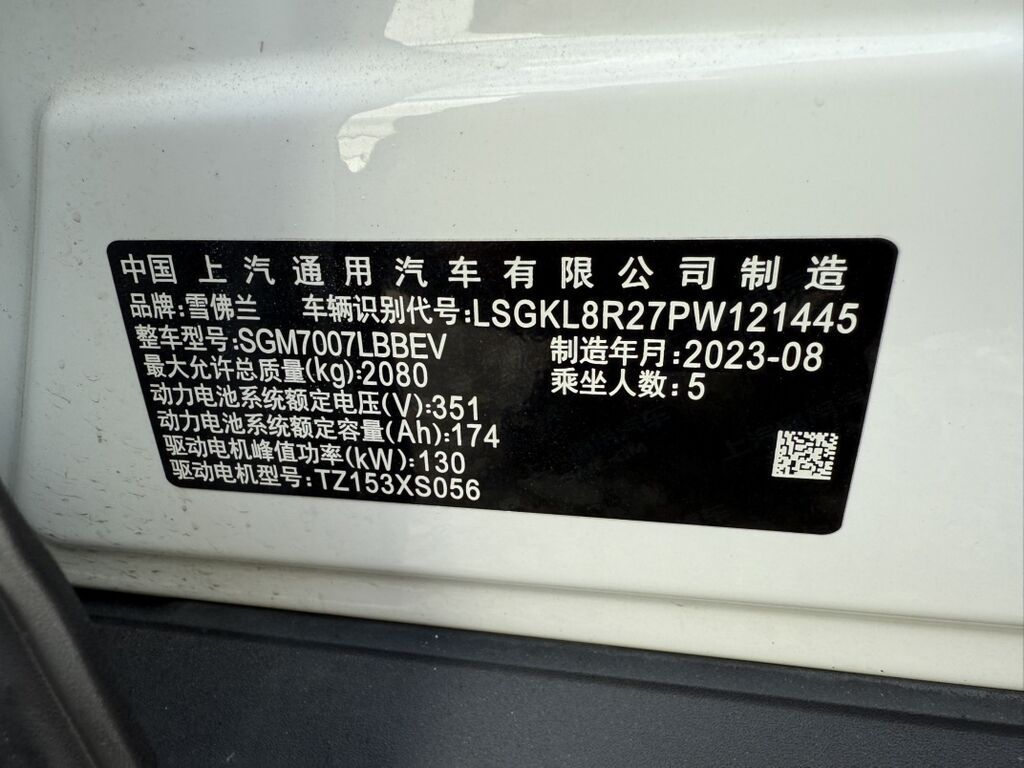 中国上汽通用汽车有限公司制造
品牌:雪佛兰 车辆识别代号:LSGKL8R27PW121445
整车型号:SGM7007LBBEV 制造年月:2023-08
最大允许总质量(kg):2080 乘坐人数:5
动力电池系统额定电压(V):351
动力电池系统额定容量(Ah):174
驱动电机峰值功率(kW):130
驱动电机型号:TZ153XS056